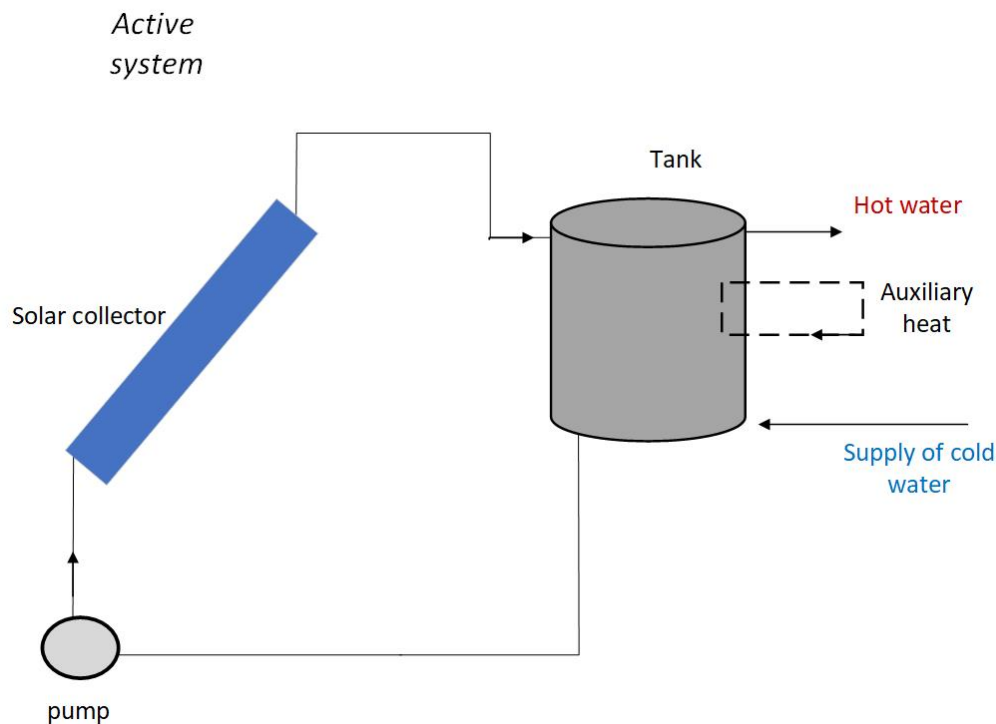 Active
system
Tank
Hot water
Solar collector
Auxiliary
heat
Supply of cold
water
pump